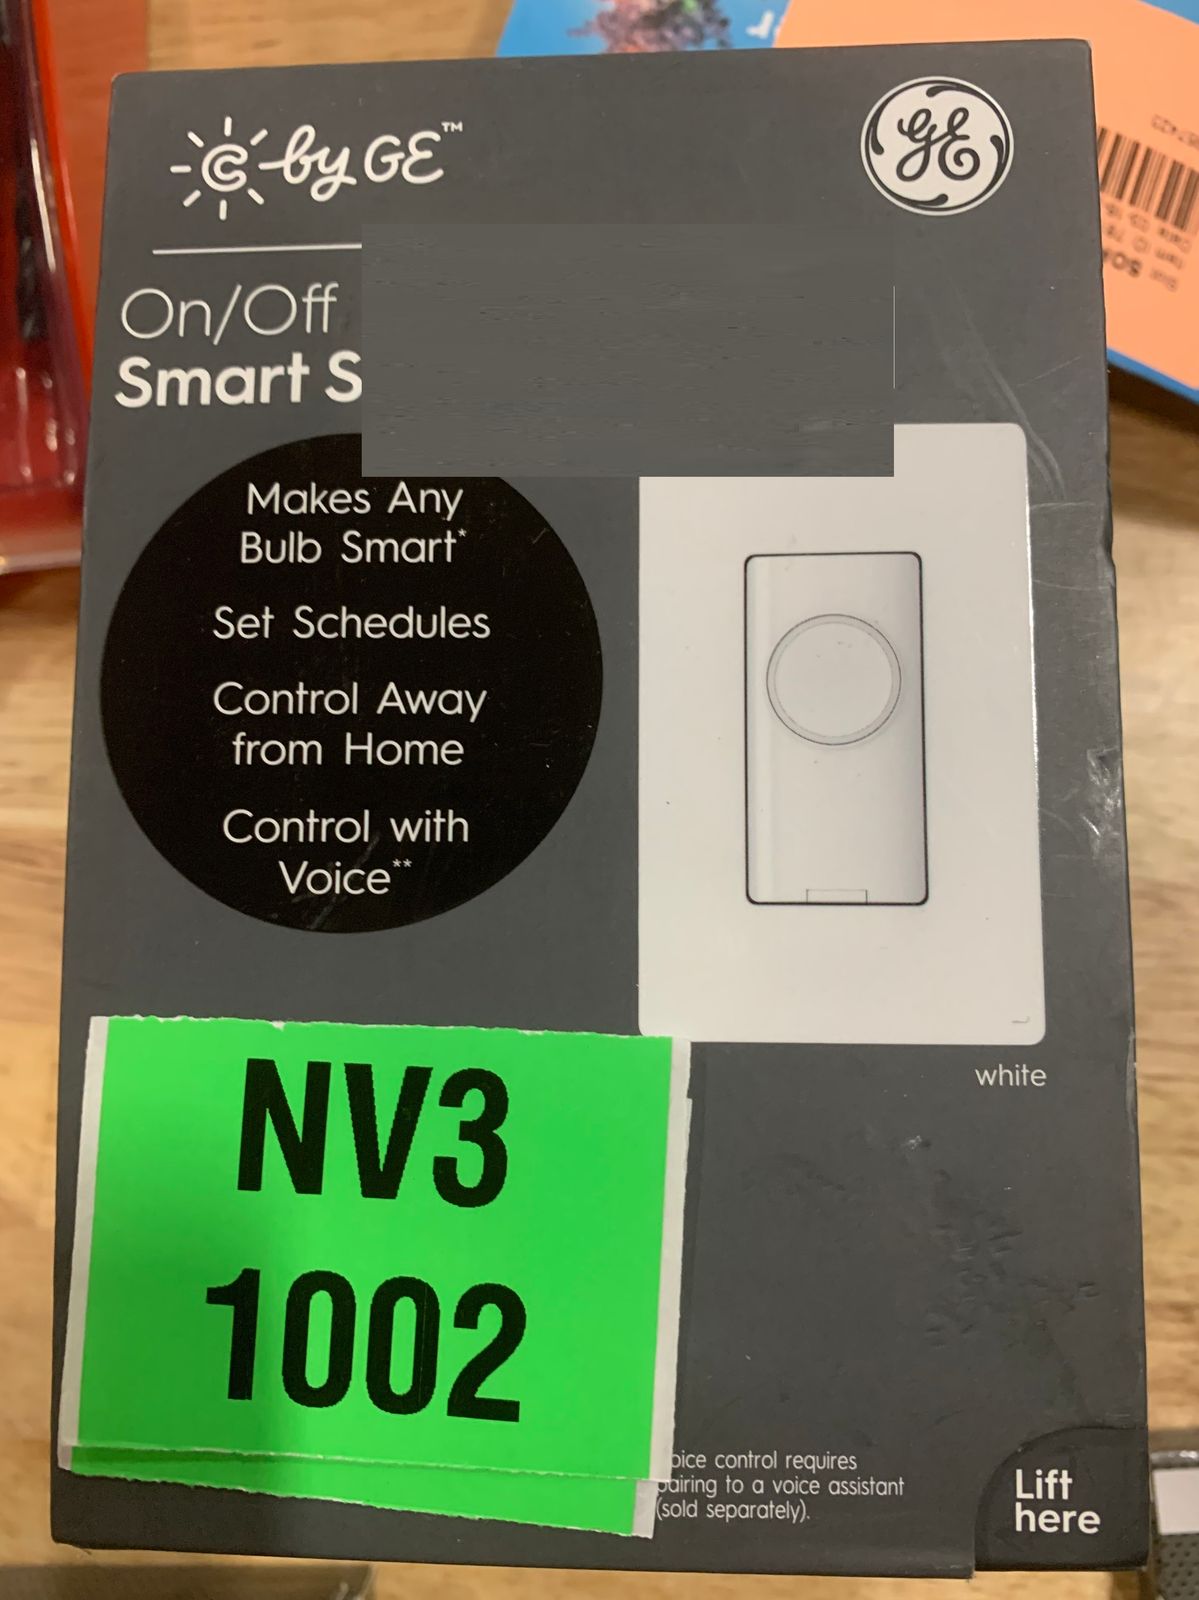 C by GE™
GE
On/Off
Smart S
Makes Any
Bulb Smart*
Set Schedules
Control Away
from Home
Control with
Voice**
white
NV3
1002
oice control requires
airing to a voice assistant
(sold separately).
Lift
here